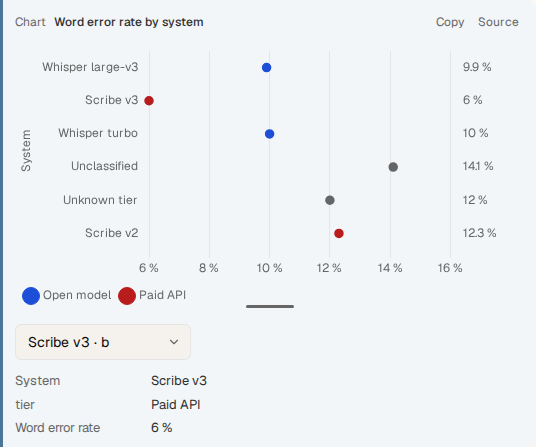 Chart Word error rate by system Copy Source
Whisper large-v3 9.9 %
Scribe v3 6 %
Whisper turbo 10 %
System
Unclassified 14.1 %
Unknown tier 12 %
Scribe v2 12.3 %
6 % 8 % 10 % 12 % 14 % 16 %
Open model Paid API
Scribe v3 · b
System Scribe v3
tier Paid API
Word error rate 6 %